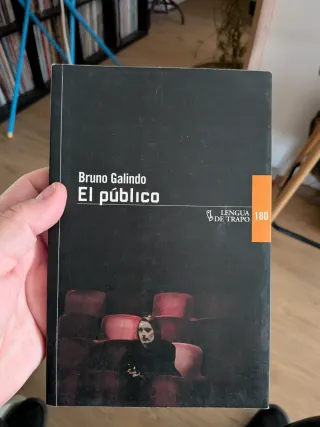 Bruno Galindo
El público
LENGUA
DE TRAPO
180